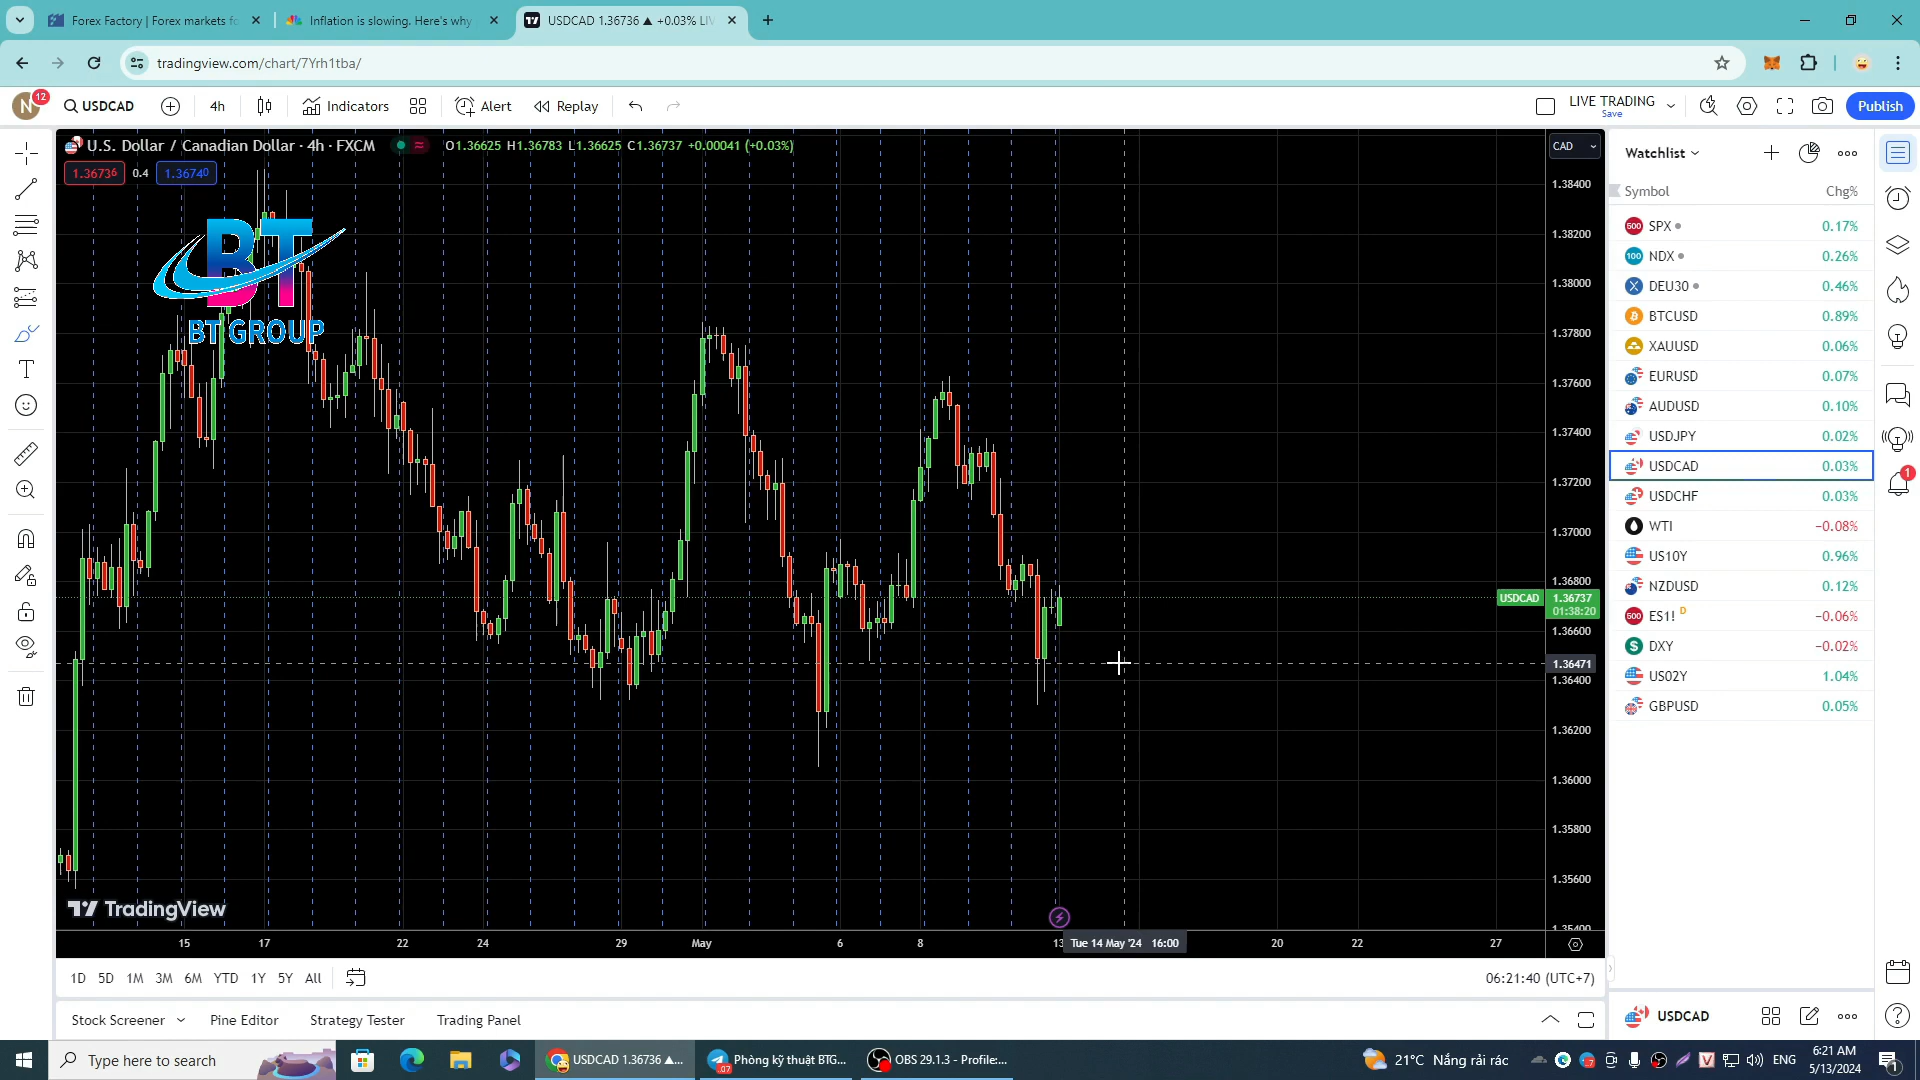 Forex Factory | Forex markets fo
Inflation is slowing. Here's why
USDCAD 1.36736 ▲ +0.03% LIV
tradingview.com/chart/7Yrh1tba/
N 12 USDCAD 4h Indicators Alert Replay LIVE TRADING Save Publish
U.S. Dollar / Canadian Dollar · 4h · FXCM O1.36625 H1.36783 L1.36625 C1.36737 +0.00041 (+0.03%)
1.36736 0.4 1.36740
BT
BT GROUP
CAD
1.38400
1.38200
1.38000
1.37800
1.37600
1.37400
1.37200
1.37000
1.36800
USDCAD 1.36737
01:38:20
1.36600
1.36471
1.36400
1.36200
1.36000
1.35800
1.35600
1.35400
TradingView
15 17 22 24 29 May 6 8 13 Tue 14 May '24 16:00 20 22 27
1D 5D 1M 3M 6M YTD 1Y 5Y All 06:21:40 (UTC+7)
Stock Screener Pine Editor Strategy Tester Trading Panel
Watchlist
Symbol Chg%
500 SPX 0.17%
100 NDX 0.26%
DEU30 0.46%
BTCUSD 0.89%
XAUUSD 0.06%
EURUSD 0.07%
AUDUSD 0.10%
USDJPY 0.02%
USDCAD 0.03%
USDCHF 0.03%
WTI −0.08%
US10Y 0.96%
NZDUSD 0.12%
500 ES1! D −0.06%
DXY −0.02%
US02Y 1.04%
GBPUSD 0.05%
1
USDCAD
Type here to search
USDCAD 1.36736 ▲...
Phòng kỹ thuật BTG...
OBS 29.1.3 - Profile:...
21°C Nắng rải rác
ENG
6:21 AM
5/13/2024
1